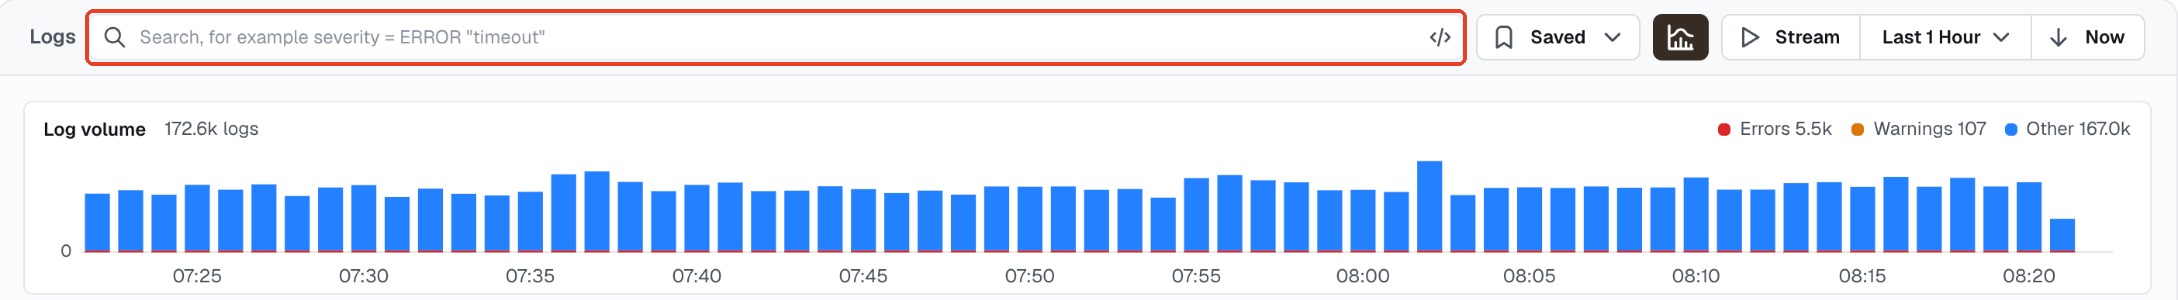 Logs Search, for example severity = ERROR "timeout" </> Saved Stream Last 1 Hour Now
Log volume 172.6k logs Errors 5.5k Warnings 107 Other 167.0k
0
07:25 07:30 07:35 07:40 07:45 07:50 07:55 08:00 08:05 08:10 08:15 08:20